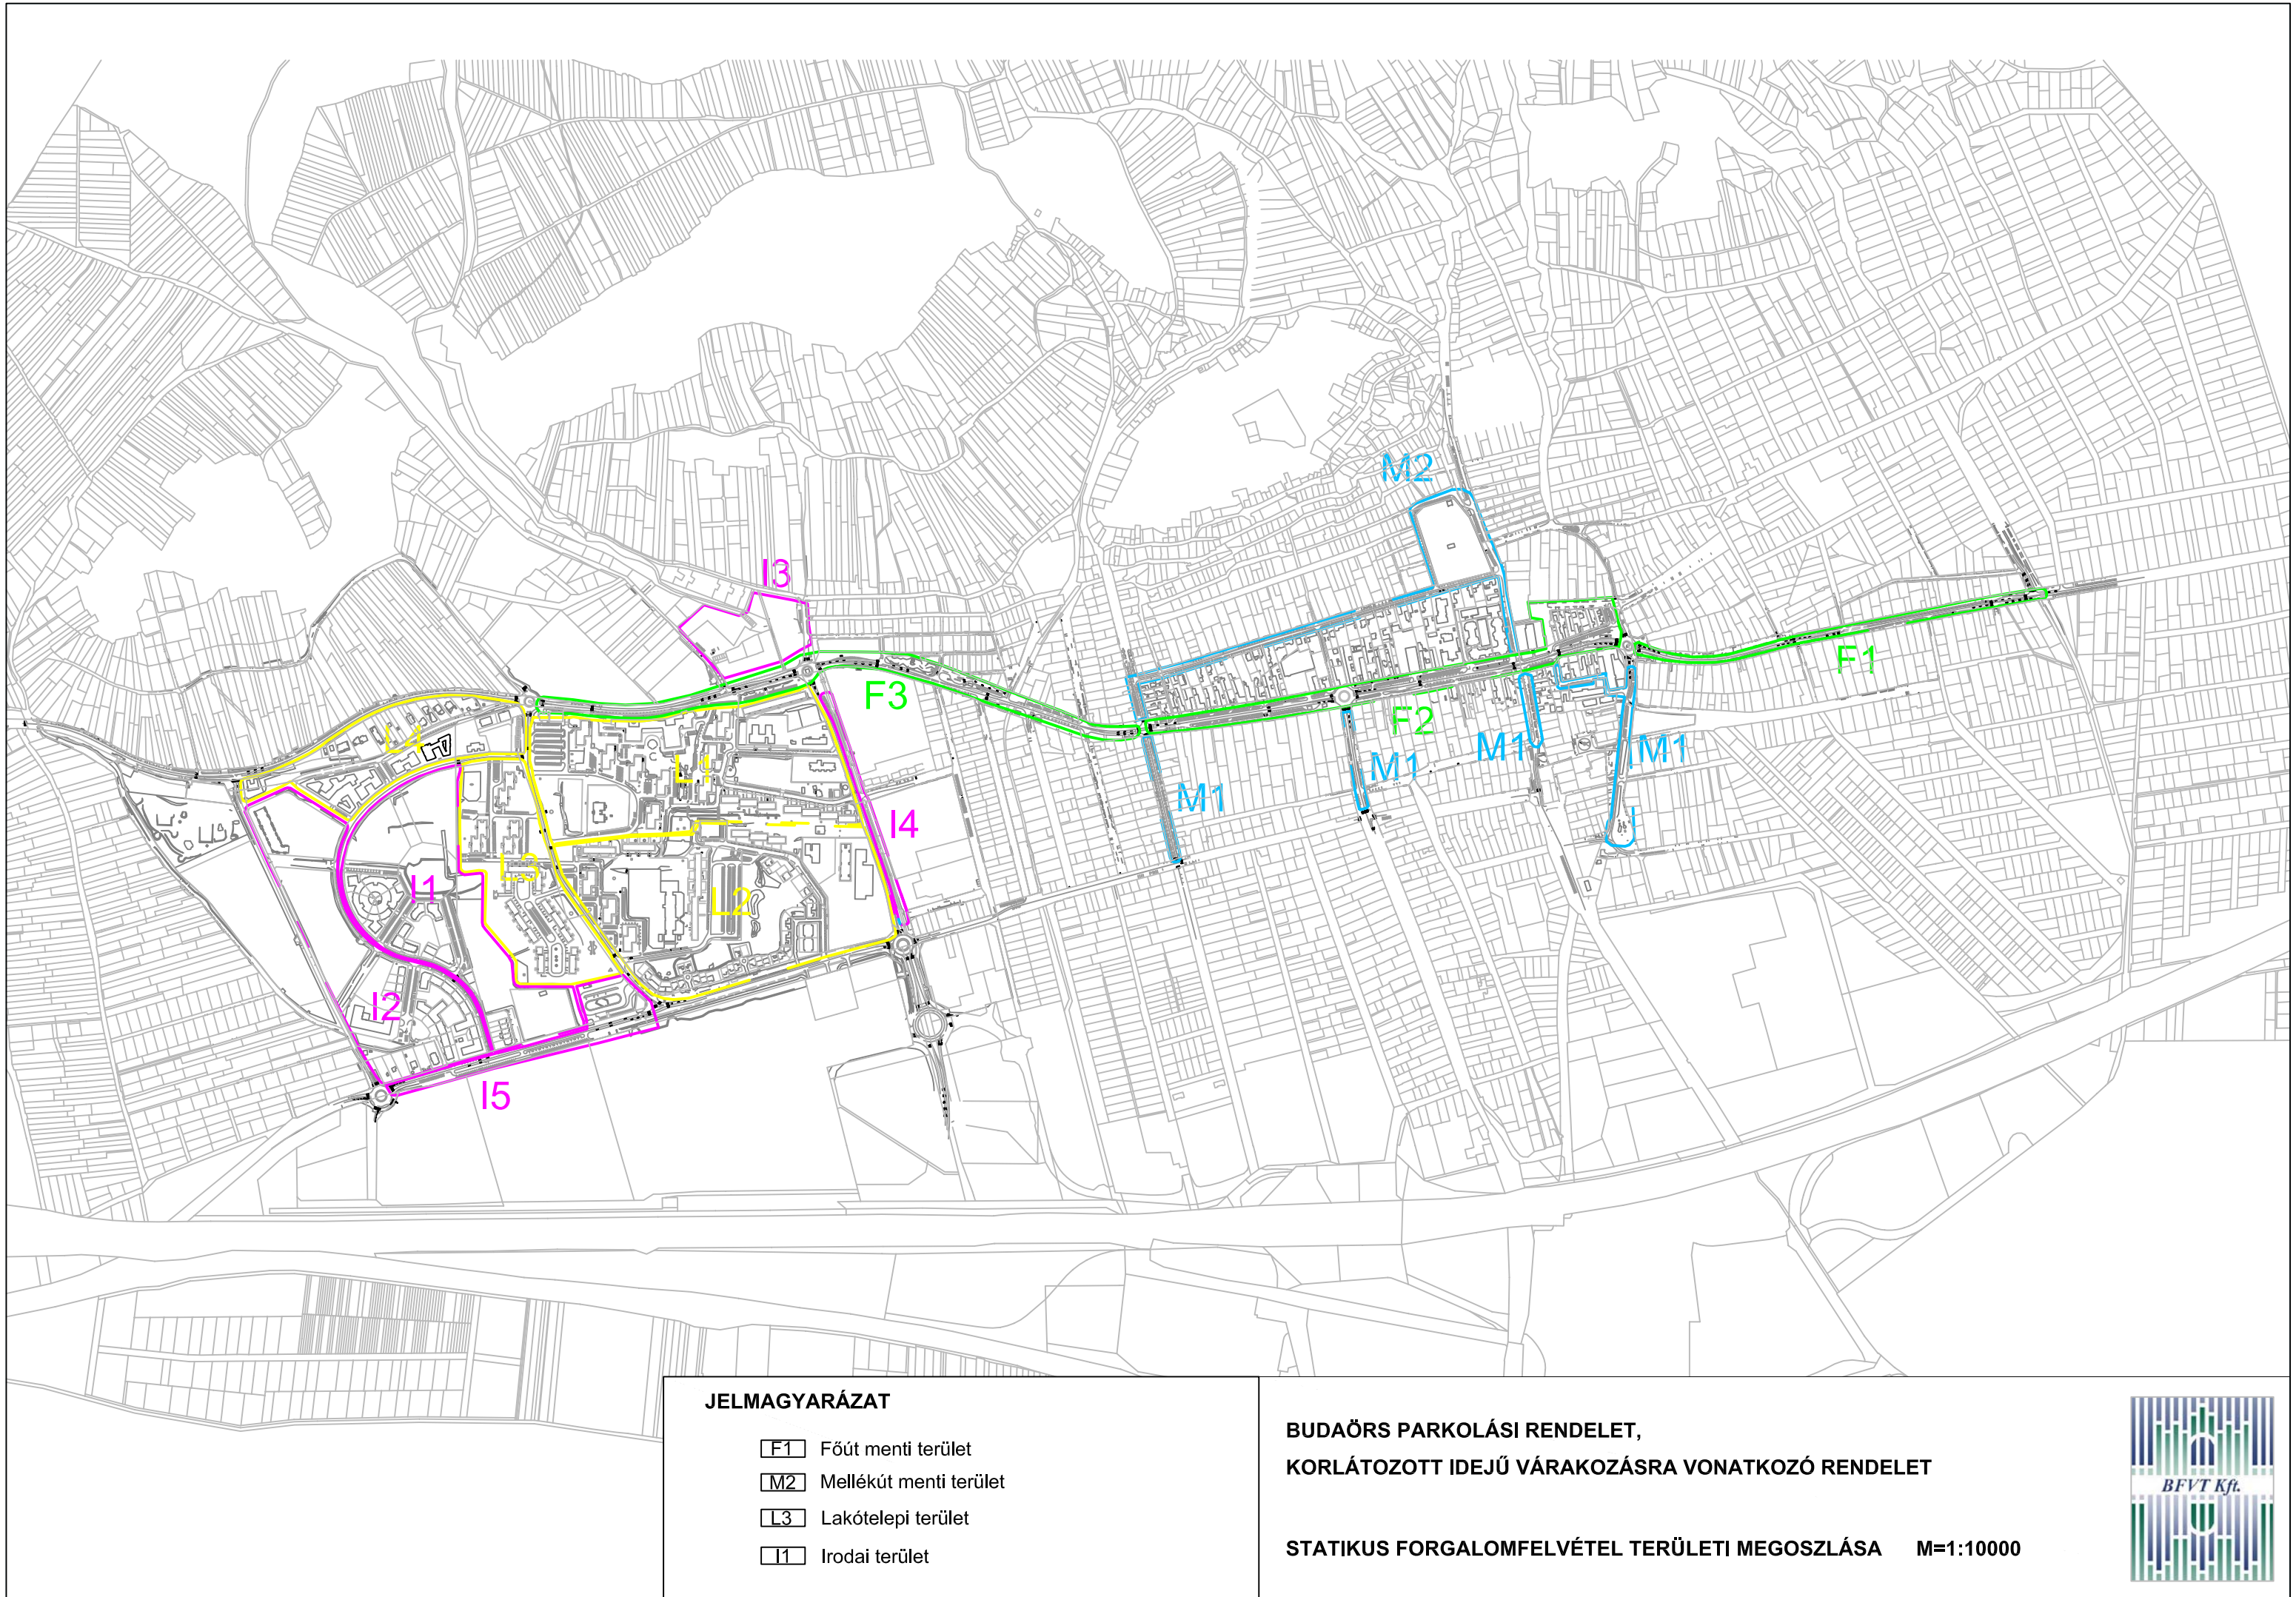 M2
I3
F1
F3
F2
L4
M1
M1
L1
M1
M1
I4
L3
I1
L2
I2
I5
JELMAGYARÁZAT
F1 Főút menti terület
M2 Mellékút menti terület
L3 Lakótelepi terület
I1 Irodai terület
BUDAÖRS PARKOLÁSI RENDELET,
KORLÁTOZOTT IDEJŰ VÁRAKOZÁSRA VONATKOZÓ RENDELET
STATIKUS FORGALOMFELVÉTEL TERÜLETI MEGOSZLÁSA M=1:10000
BFVT Kft.